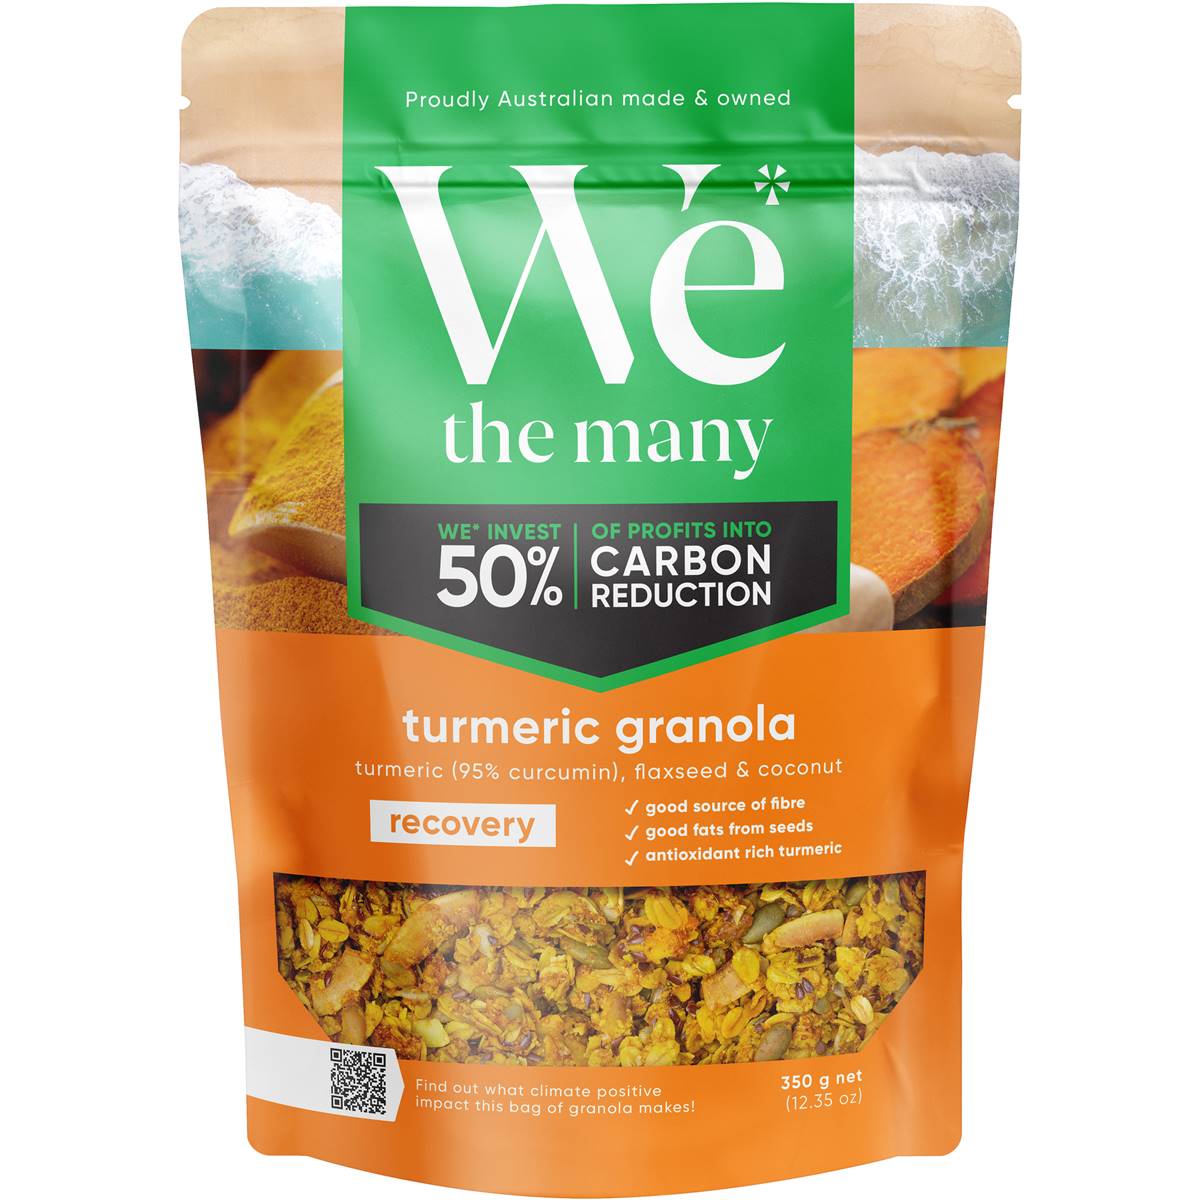 Proudly Australian made & owned
We*
the many
WE* INVEST
50%
OF PROFITS INTO
CARBON
REDUCTION
turmeric granola
turmeric (95% curcumin), flaxseed & coconut
recovery
✓ good source of fibre
✓ good fats from seeds
✓ antioxidant rich turmeric
Find out what climate positive
impact this bag of granola makes!
350 g net
(12.35 oz)